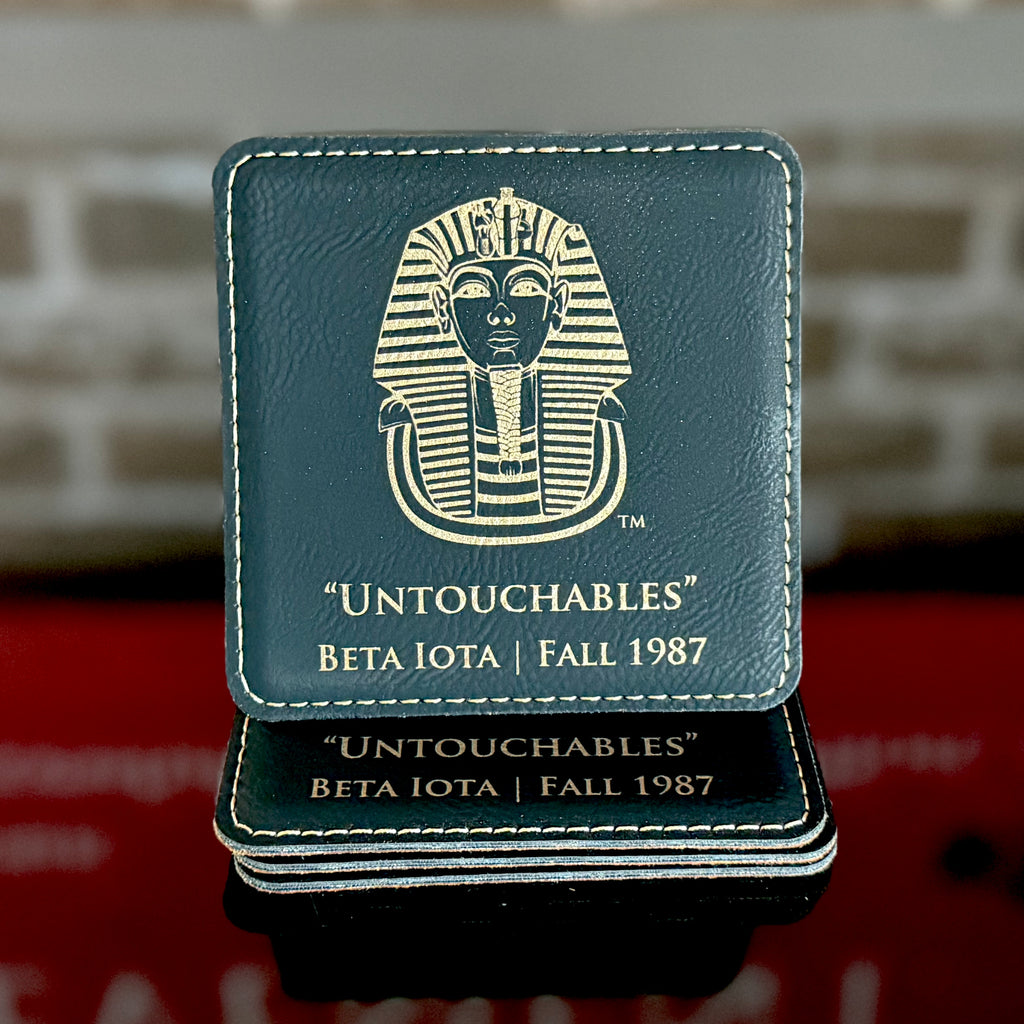 TM
“UNTOUCHABLES”
BETA IOTA | FALL 1987
“UNTOUCHABLES”
BETA IOTA | FALL 1987